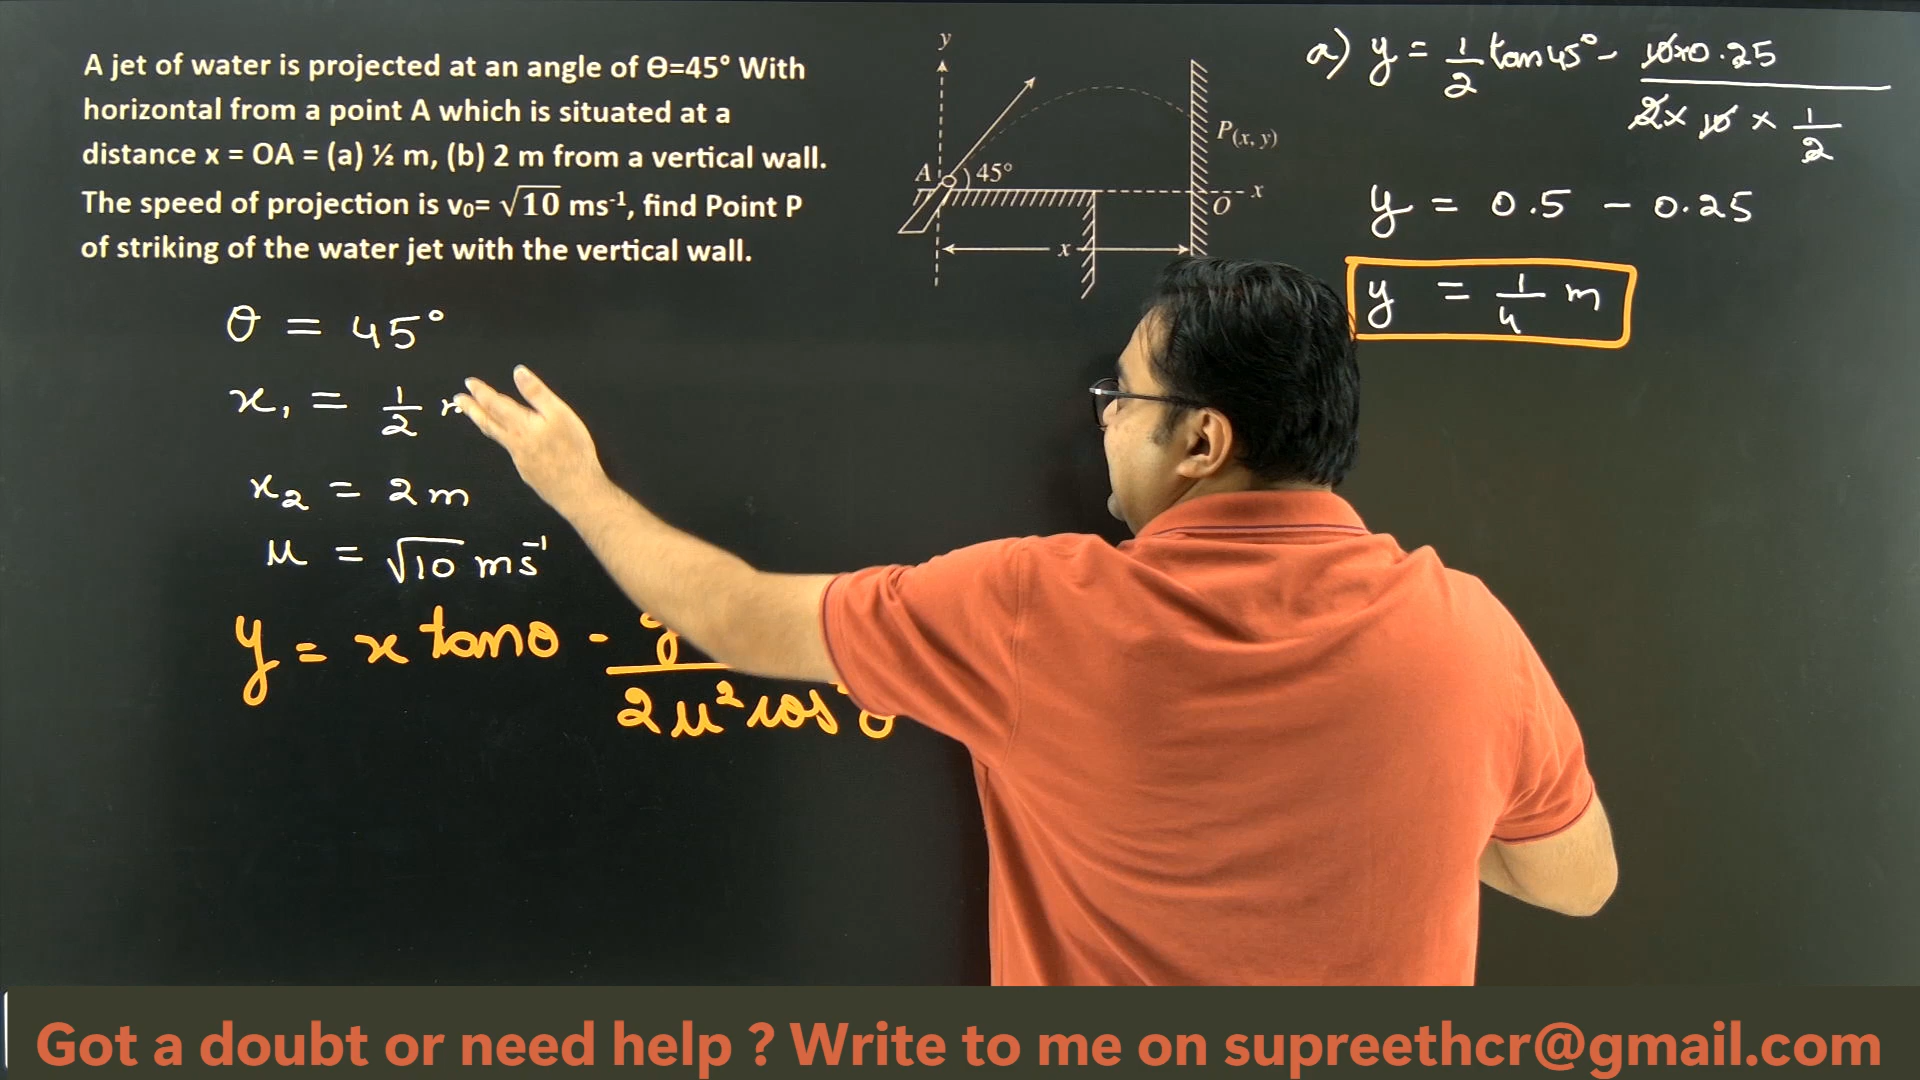 A jet of water is projected at an angle of Ɵ=45° With
horizontal from a point A which is situated at a
distance x = OA = (a) ½ m, (b) 2 m from a vertical wall.
The speed of projection is v₀= √10 ms⁻¹, find Point P
of striking of the water jet with the vertical wall.
y
A
45°
P(x, y)
O
x
x
a) y = 1/2 tan45° - 10×0.25 / 2×10×1/2
y = 0.5 - 0.25
y = 1/4 m
θ = 45°
x₁ = 1/2
x₂ = 2 m
u = √10 ms⁻¹
y = x tanθ - g / 2u²cos²θ
Got a doubt or need help ? Write to me on supreethcr@gmail.com